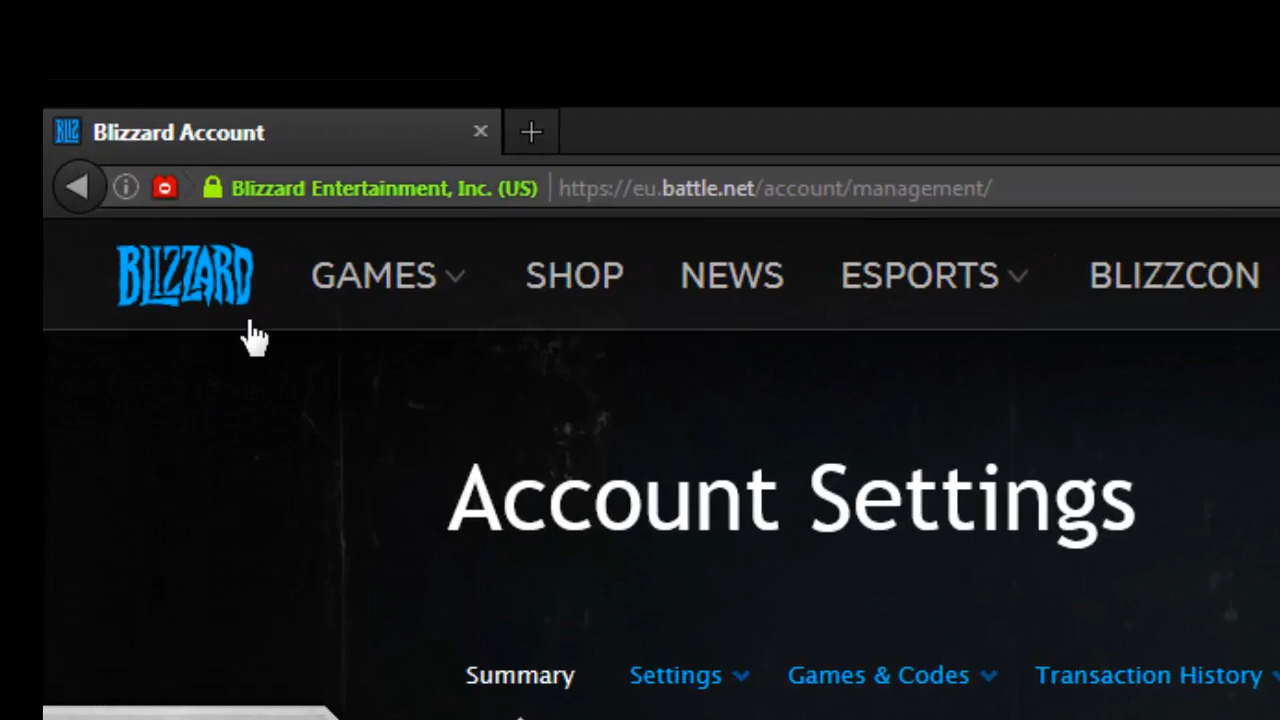 BLIZ Blizzard Account
Blizzard Entertainment, Inc. (US) https://eu.battle.net/account/management/
BLIZZARD GAMES SHOP NEWS ESPORTS BLIZZCON
Account Settings
Summary Settings Games & Codes Transaction History